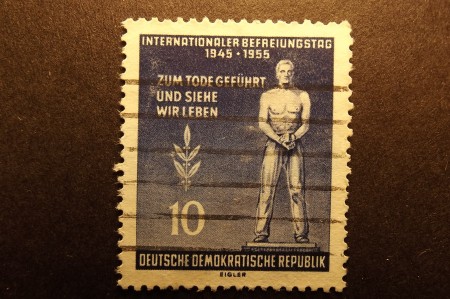 INTERNATIONALER BEFREIUNGSTAG
1945 • 1955
ZUM TODE GEFÜHRT
UND SIEHE
WIR LEBEN
10
DEUTSCHE DEMOKRATISCHE REPUBLIK
EIGLER